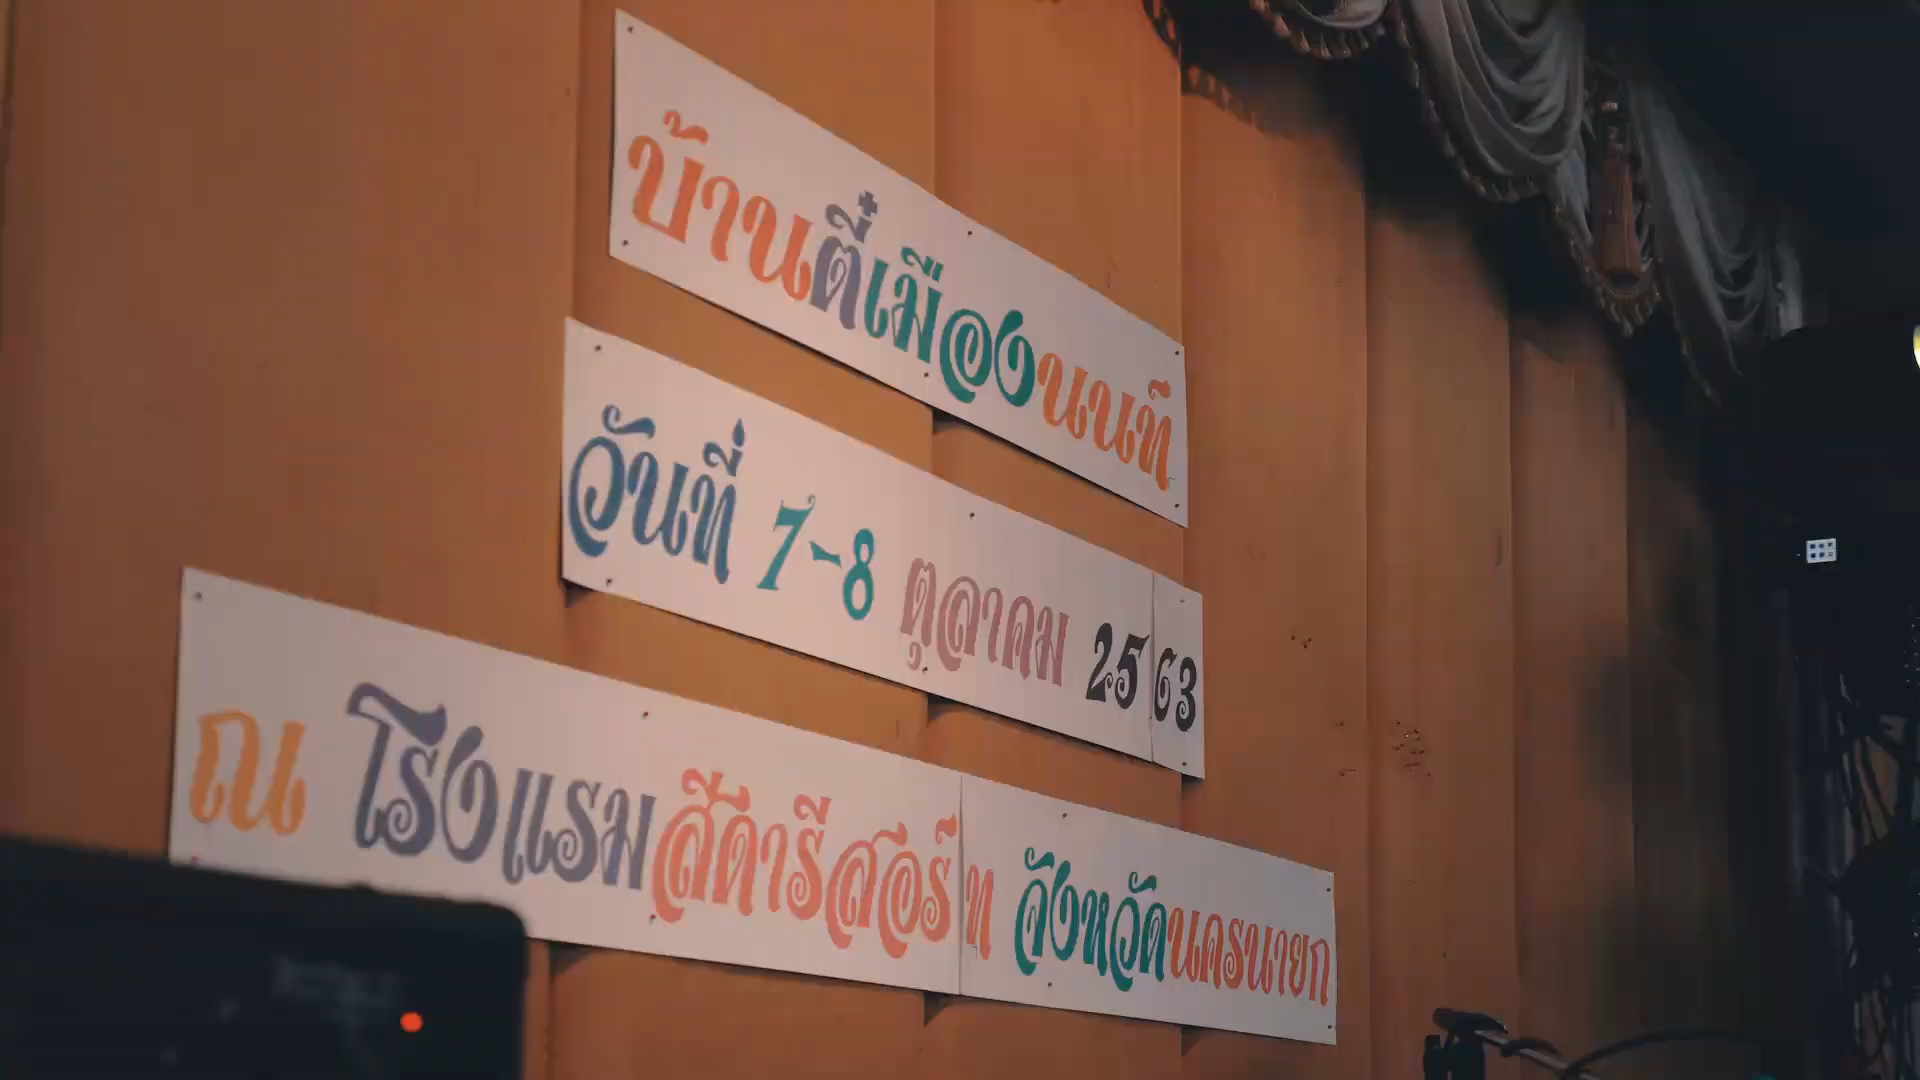 บ้านตี๋เมืองนนท์
วันที่ 7-8 ตุลาคม 2563
ณ โรงแรมสีดารีสอร์ท จังหวัดนครนายก